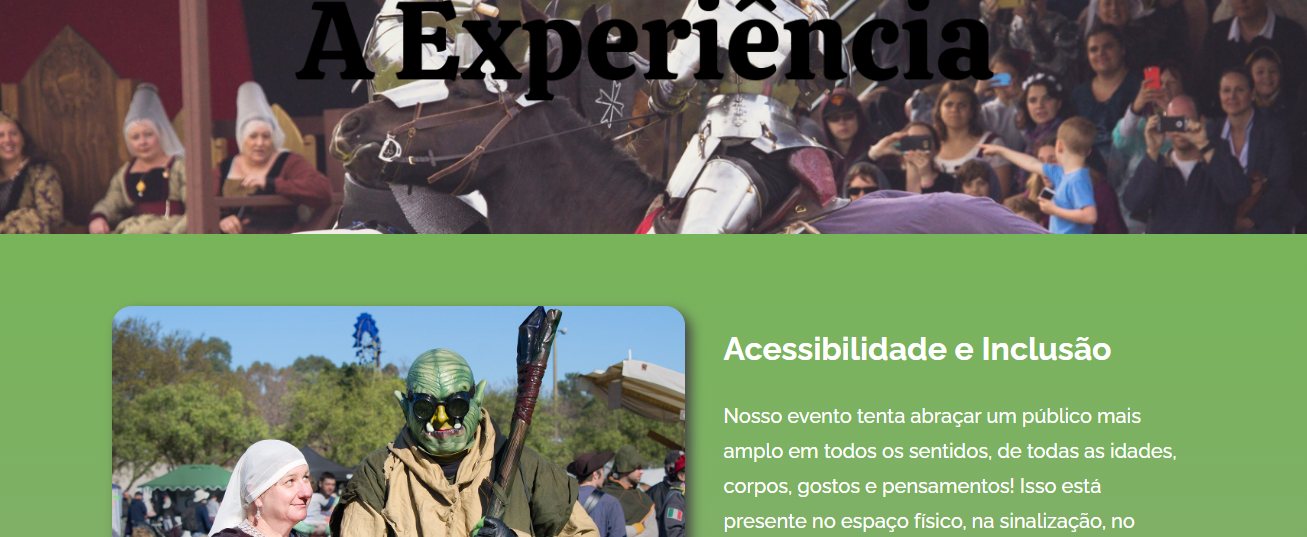 A Experiência
Acessibilidade e Inclusão
Nosso evento tenta abraçar um público mais
amplo em todos os sentidos, de todas as idades,
corpos, gostos e pensamentos! Isso está
presente no espaço físico, na sinalização, no